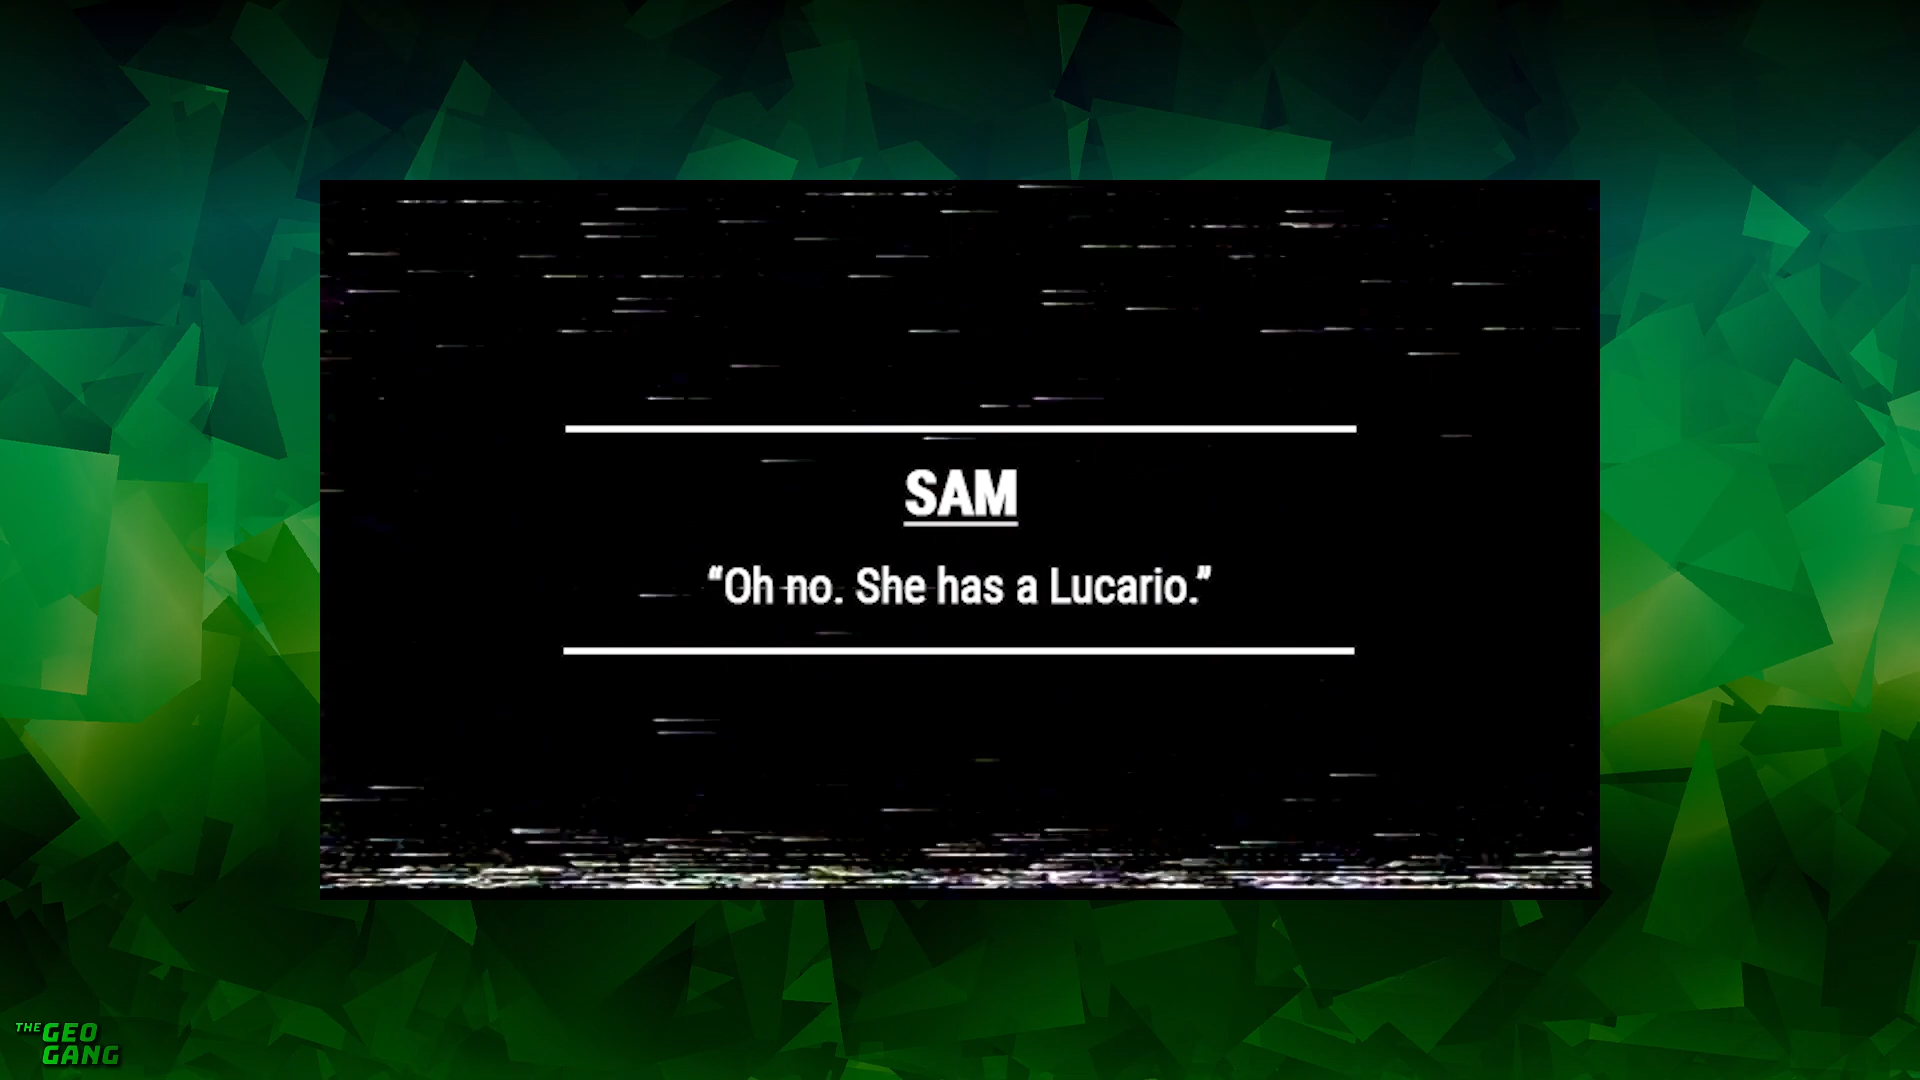 SAM
“Oh no. She has a Lucario.”
THE GEO
GANG